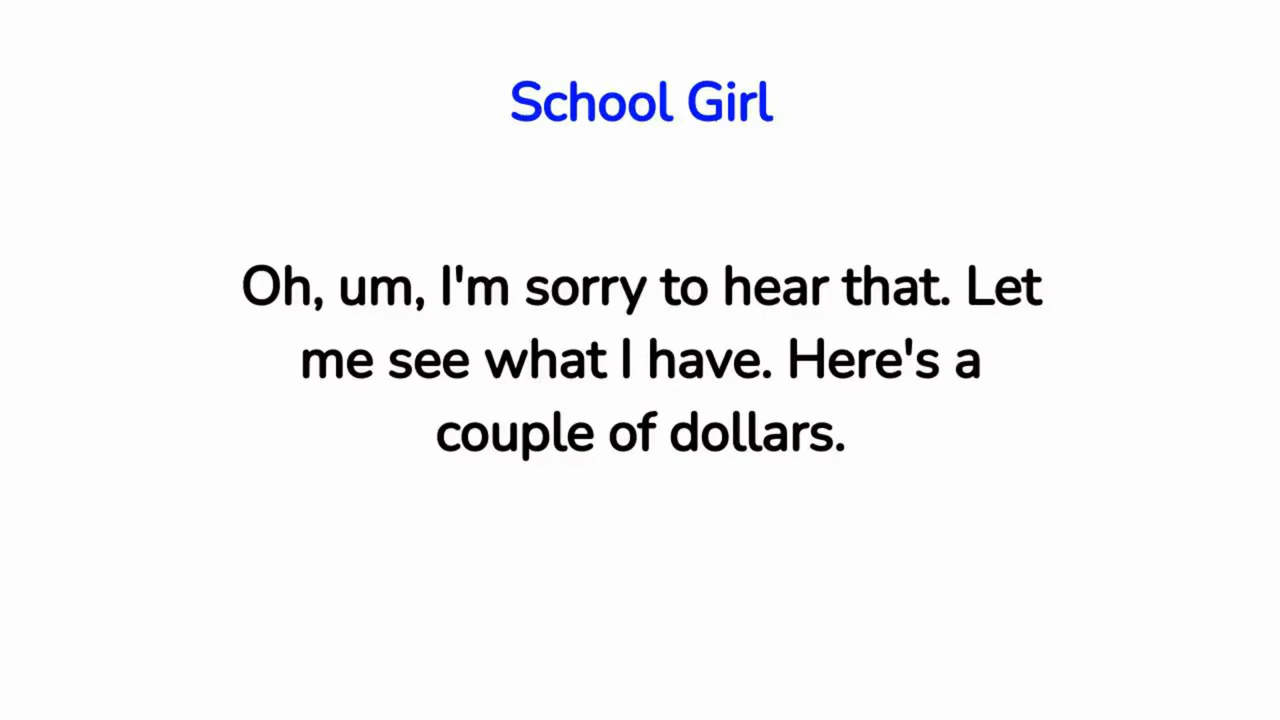 School Girl
Oh, um, I'm sorry to hear that. Let
me see what I have. Here's a
couple of dollars.